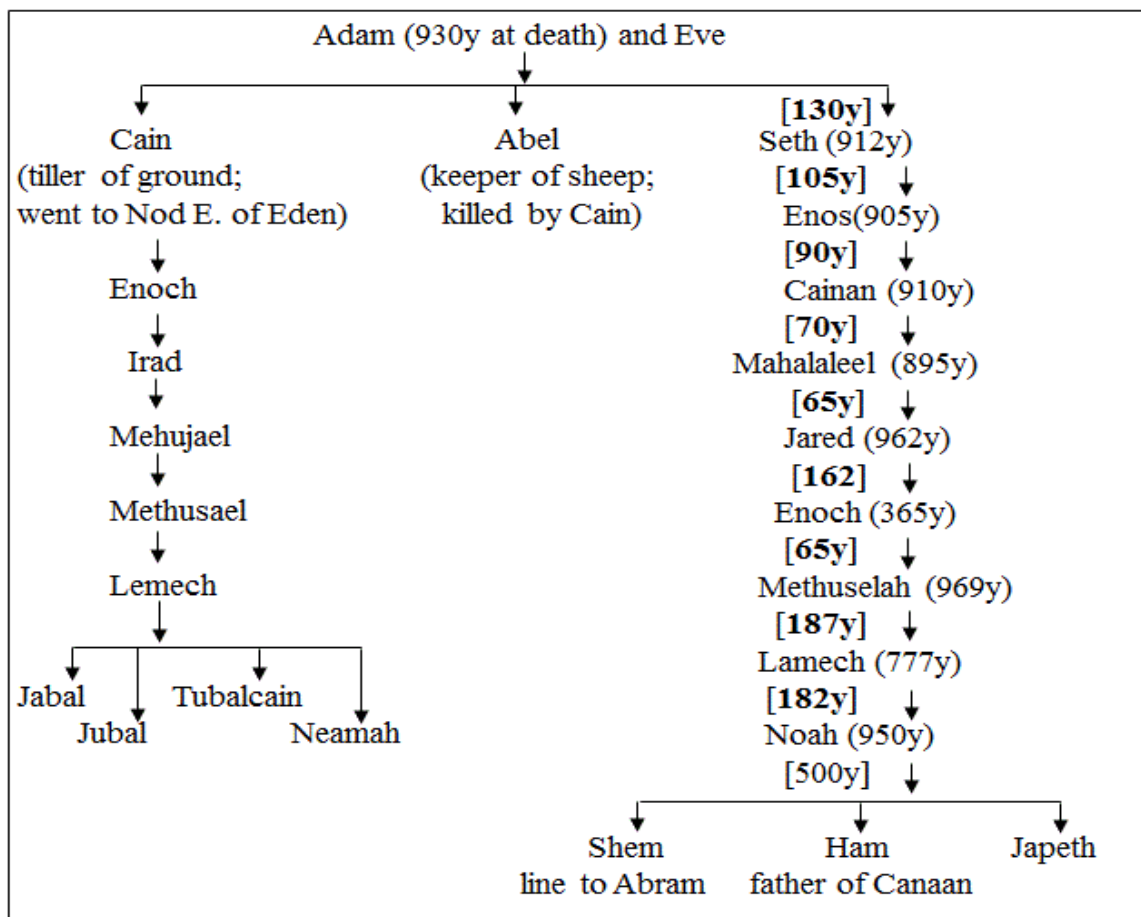 Adam (930y at death) and Eve
Cain
(tiller of ground;
went to Nod E. of Eden)
Enoch
Irad
Mehujael
Methusael
Lemech
Jabal
Jubal
Tubalcain
Neamah
Abel
(keeper of sheep;
killed by Cain)
[130y]
Seth (912y)
[105y]
Enos(905y)
[90y]
Cainan (910y)
[70y]
Mahalaleel (895y)
[65y]
Jared (962y)
[162]
Enoch (365y)
[65y]
Methuselah (969y)
[187y]
Lamech (777y)
[182y]
Noah (950y)
[500y]
Shem
line to Abram
Ham
father of Canaan
Japeth